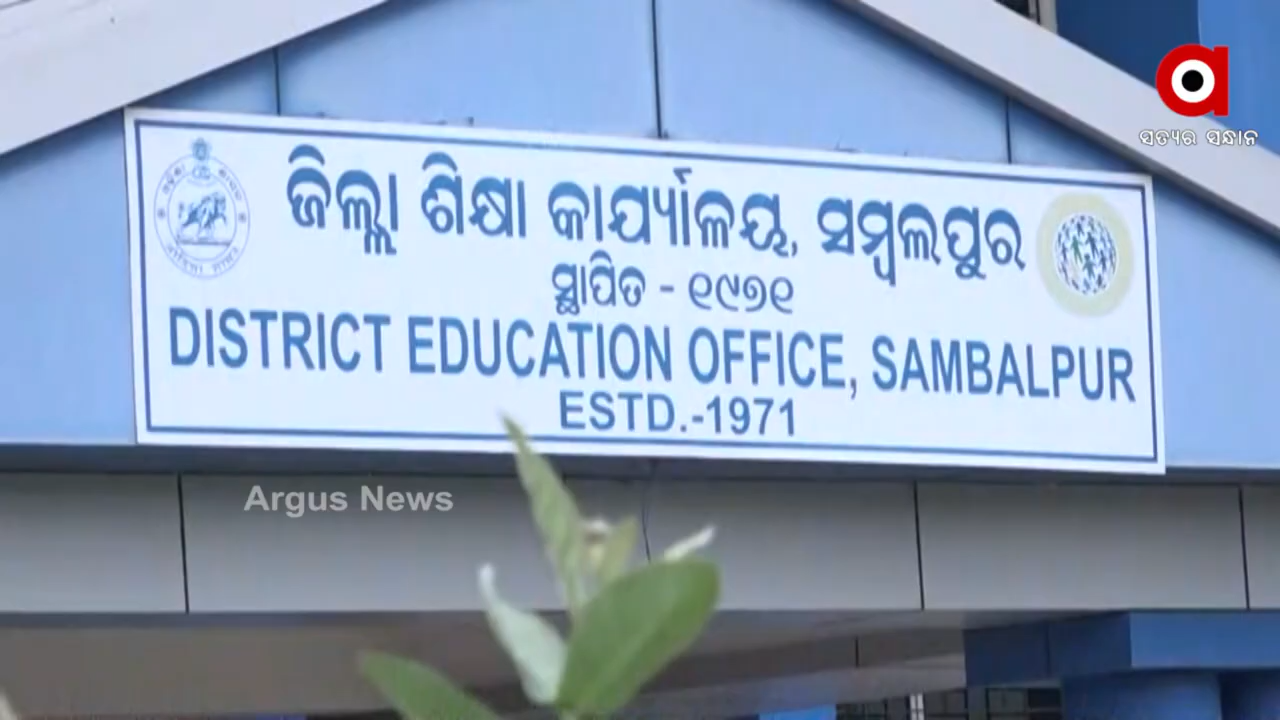 ସତ୍ୟର ସନ୍ଧାନ
ଜିଲ୍ଲା ଶିକ୍ଷା କାର୍ଯ୍ୟାଳୟ, ସମ୍ବଲପୁର
ସ୍ଥାପିତ - ୧୯୭୧
DISTRICT EDUCATION OFFICE, SAMBALPUR
ESTD.-1971
Argus News